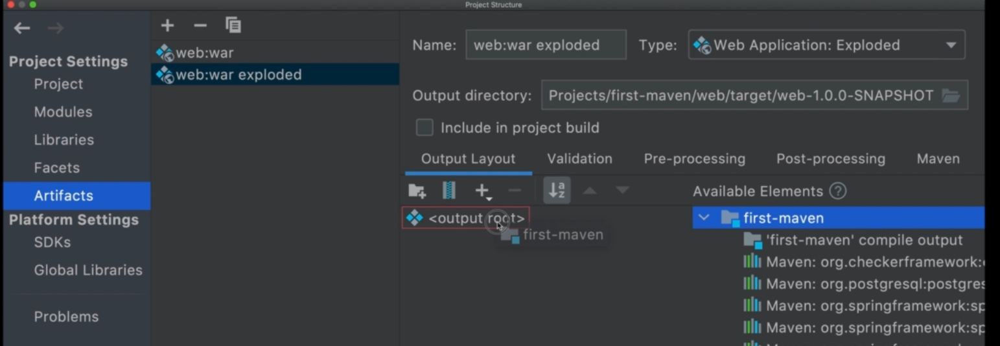 Project Structure
Project Settings
Project
Modules
Libraries
Facets
Artifacts
Platform Settings
SDKs
Global Libraries
Problems
web:war
web:war exploded
Name: web:war exploded Type: Web Application: Exploded
Output directory: Projects/first-maven/web/target/web-1.0.0-SNAPSHOT
Include in project build
Output Layout Validation Pre-processing Post-processing Maven
Available Elements ?
<output root>
first-maven
first-maven
'first-maven' compile output
Maven: org.checkerframework:
Maven: org.postgresql:postgres
Maven: org.springframework:sp
Maven: org.springframework:sp